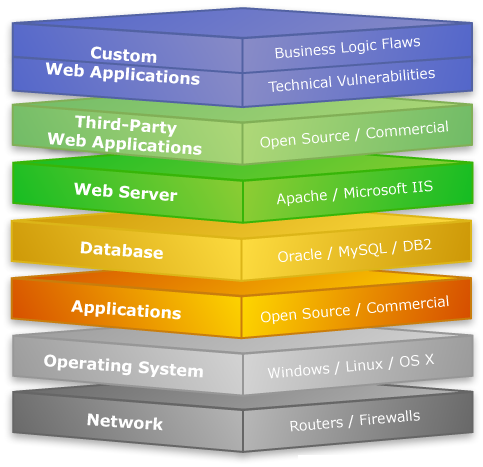 Custom
Web Applications
Business Logic Flaws
Technical Vulnerabilities
Third-Party
Web Applications
Open Source / Commercial
Web Server
Apache / Microsoft IIS
Database
Oracle / MySQL / DB2
Applications
Open Source / Commercial
Operating System
Windows / Linux / OS X
Network
Routers / Firewalls